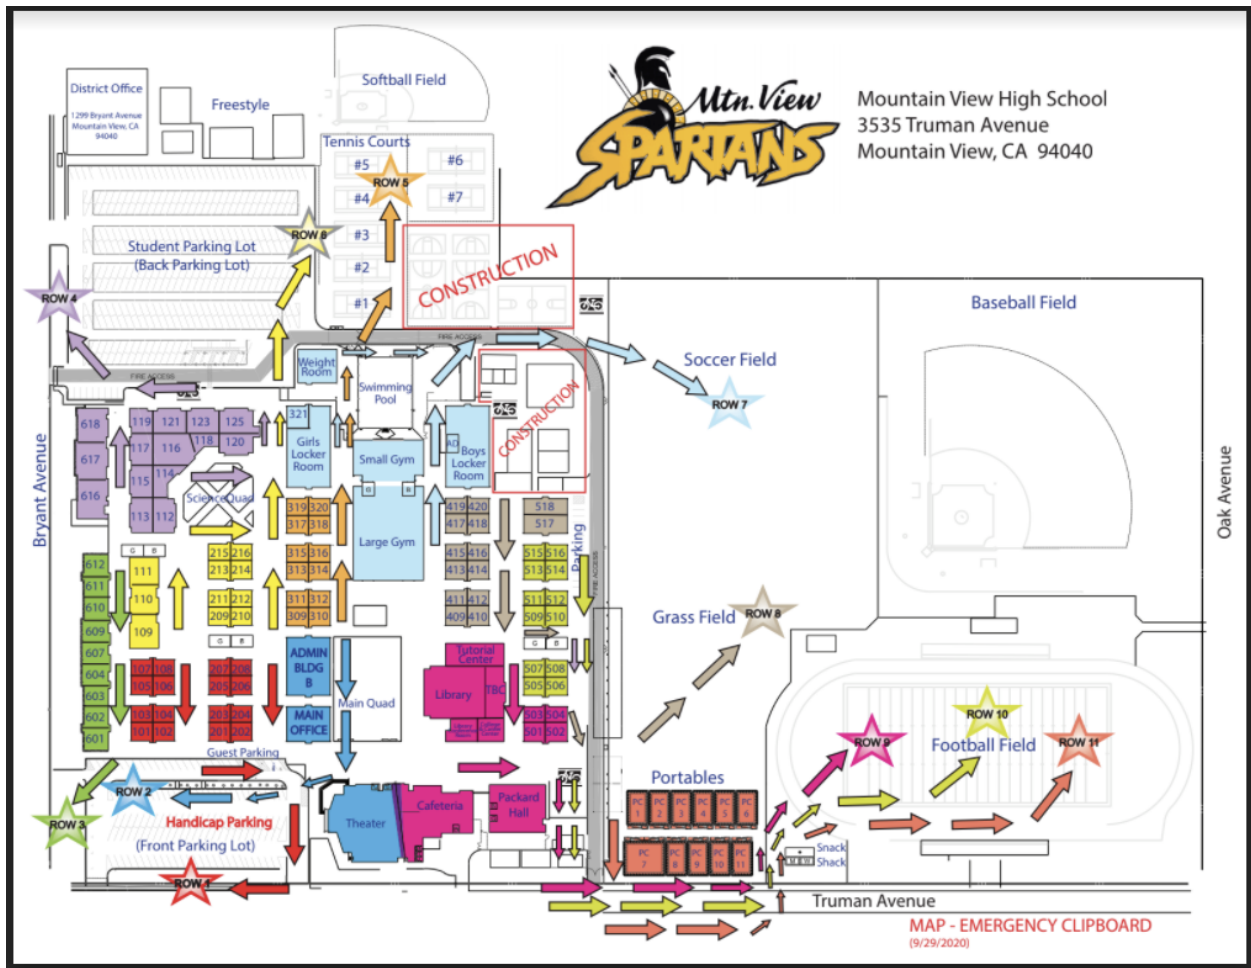 Mtn. View
SPARTANS
Mountain View High School
3535 Truman Avenue
Mountain View, CA 94040
District Office
1299 Bryant Avenue
Mountain View, CA
94040
Freestyle
Softball Field
Tennis Courts
#5
#6
ROW 5
#4
#7
#3
#2
#1
ROW 6
Student Parking Lot
(Back Parking Lot)
ROW 4
CONSTRUCTION
Baseball Field
Soccer Field
ROW 7
FIRE ACCESS
FIRE ACCESS
Weight
Room
Swimming
Pool
CONSTRUCTION
Bryant Avenue
Oak Avenue
618
617
616
119 121 123 125
117 116 118 120
115 114
113 112
Science Quad
321
Girls
Locker
Room
Small Gym
G
B
Large Gym
AD
Boys
Locker
Room
319 320
317 318
315 316
313 314
311 312
309 310
419 420
417 418
415 416
413 414
411 412
409 410
518
517
515 516
513 514
511 512
509 510
G B
507 508
505 506
503 504
501 502
Parking
FIRE ACCESS
G B
111
110
109
215 216
213 214
211 212
209 210
G B
612
611
610
609
607
604
603
602
601
107 108
105 106
103 104
101 102
207 208
205 206
203 204
201 202
ADMIN
BLDG
B
MAIN
OFFICE
Main Quad
Tutorial
Center
Library
TBC
Grass Field
ROW 8
Guest Parking
ROW 2
ROW 3
Handicap Parking
(Front Parking Lot)
ROW 1
Theater
Cafeteria
Packard
Hall
Portables
PC
1
PC
2
PC
3
PC
4
PC
5
PC
6
PC
7
PC
8
PC
9
PC
10
PC
11
ROW 9
ROW 10
ROW 11
Football Field
Snack
Shack
Truman Avenue
MAP - EMERGENCY CLIPBOARD
(9/29/2020)